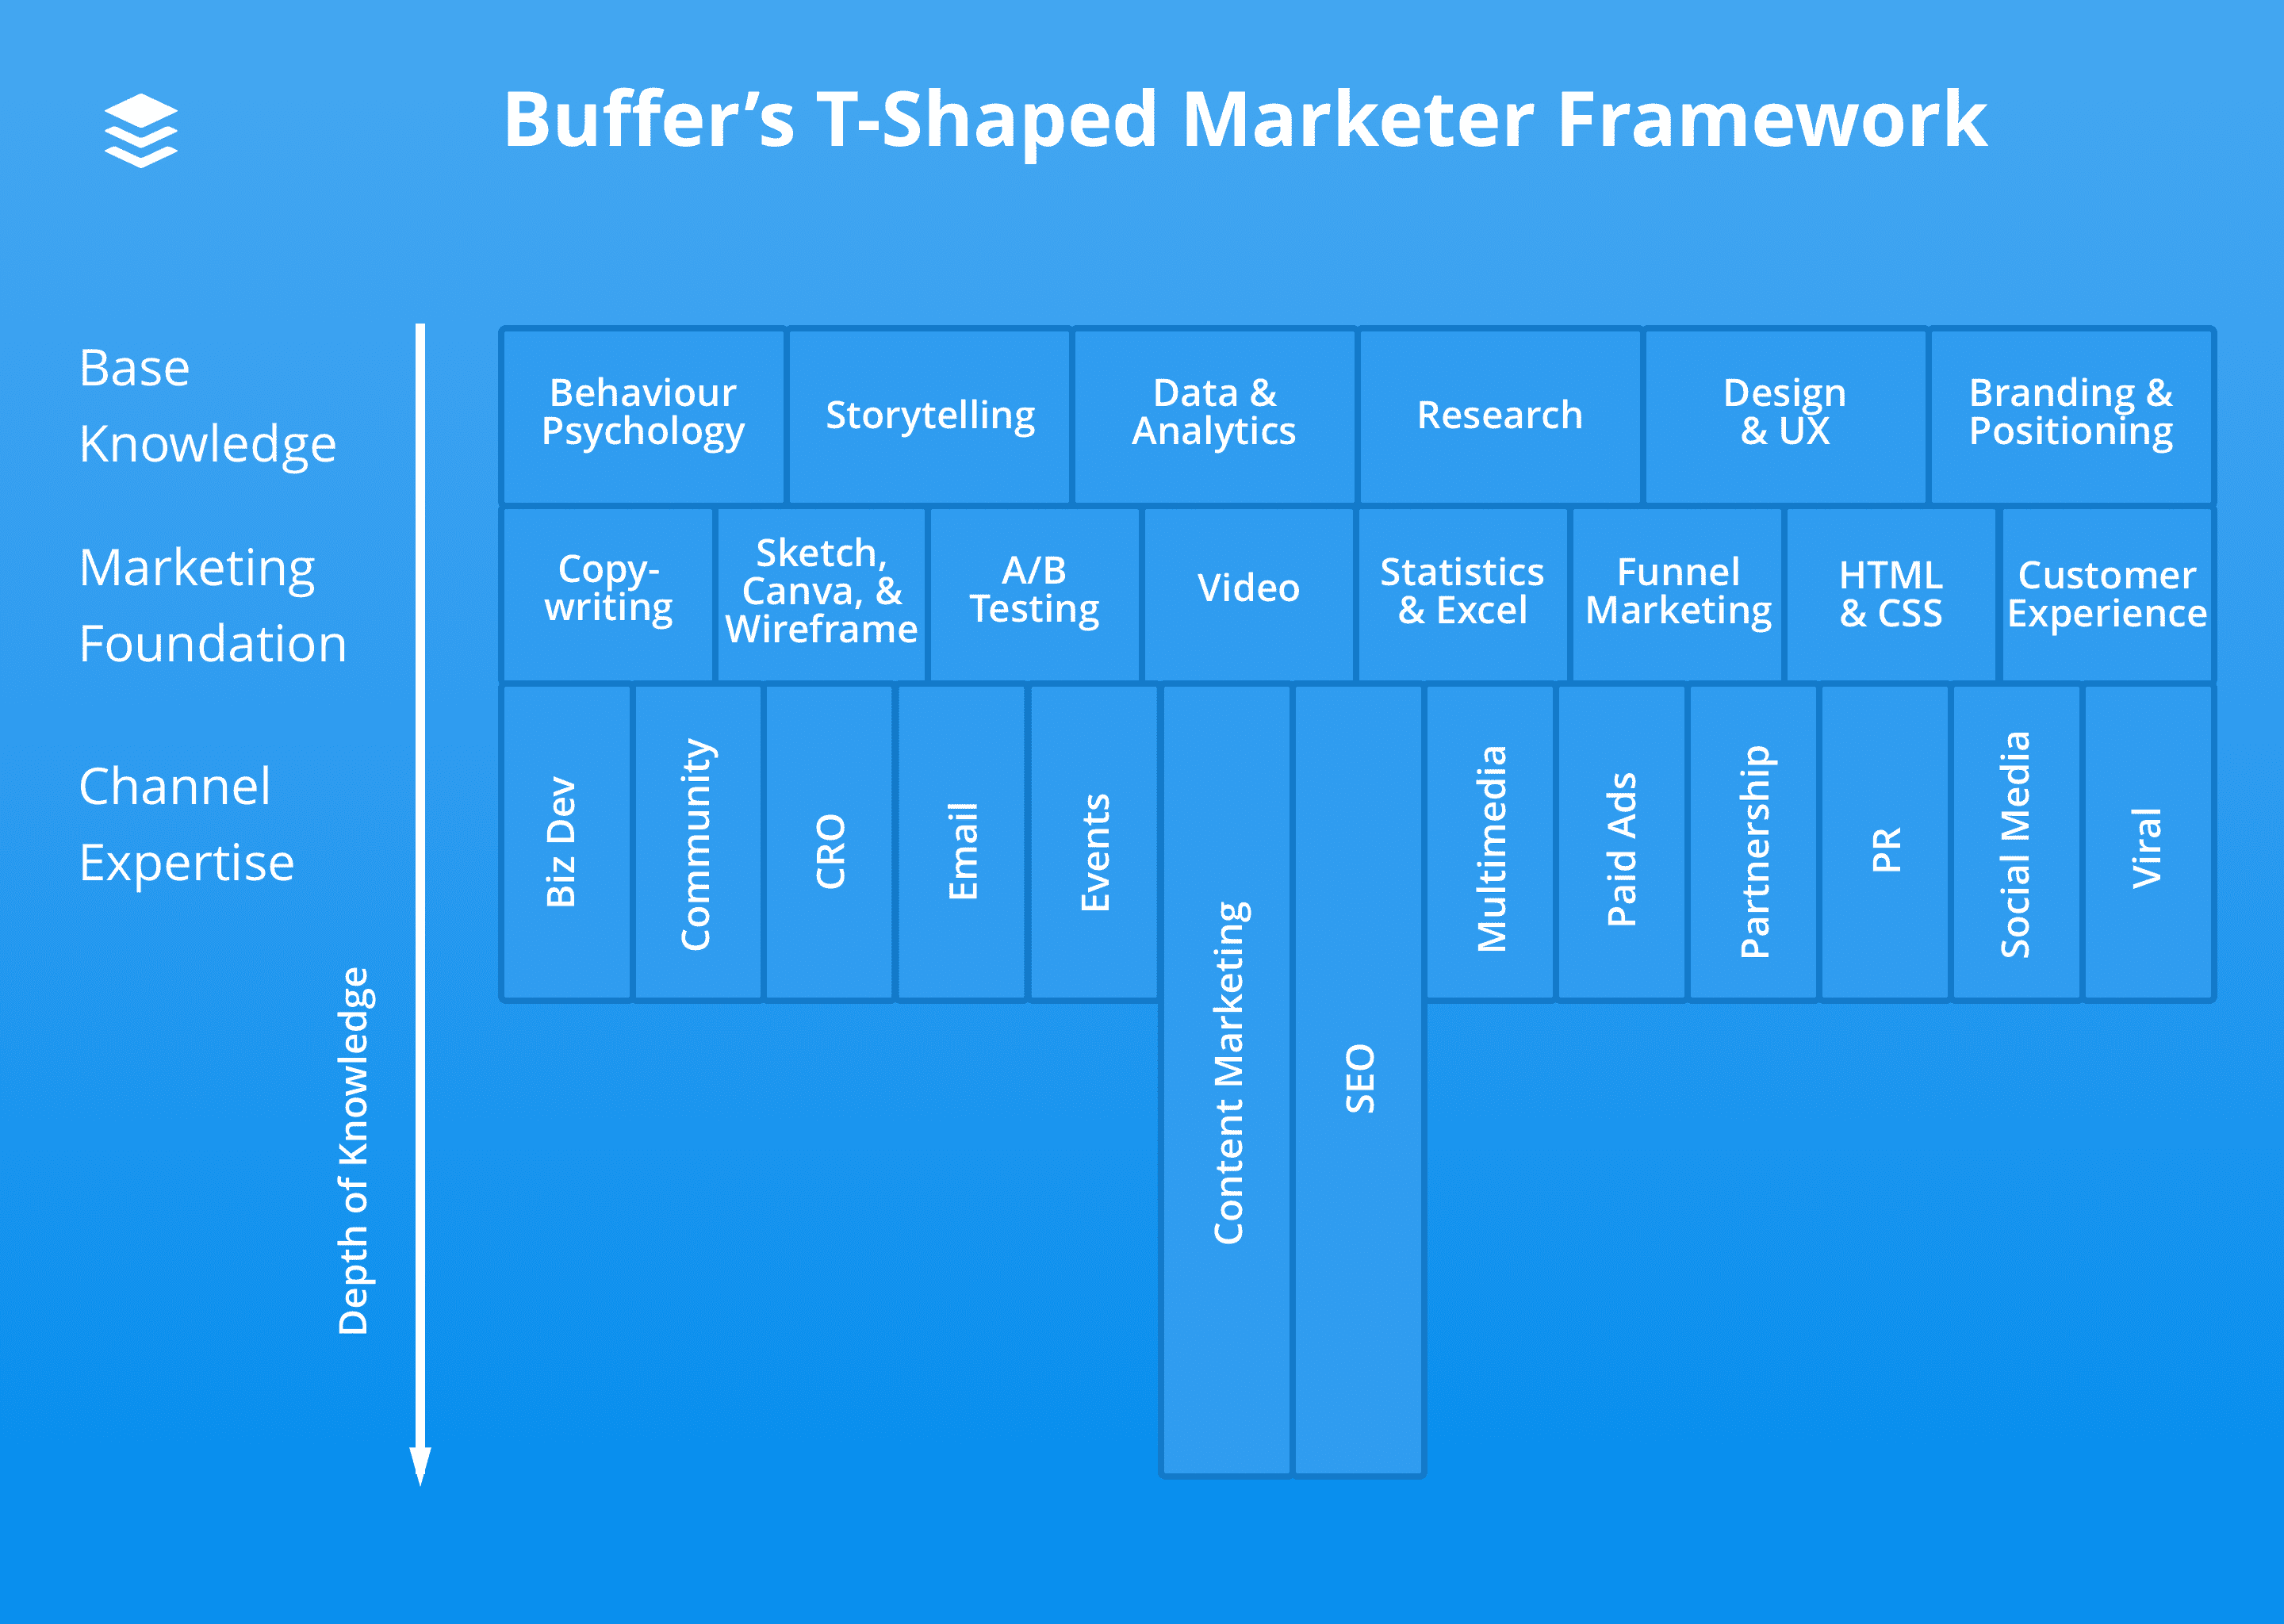 Buffer’s T-Shaped Marketer Framework
Base
Knowledge
Behaviour
Psychology
Storytelling
Data &
Analytics
Research
Design
& UX
Branding &
Positioning
Marketing
Foundation
Copy-
writing
Sketch,
Canva, &
Wireframe
A/B
Testing
Video
Statistics
& Excel
Funnel
Marketing
HTML
& CSS
Customer
Experience
Channel
Expertise
Biz Dev
Community
CRO
Email
Events
Content Marketing
SEO
Multimedia
Paid Ads
Partnership
PR
Social Media
Viral
Depth of Knowledge